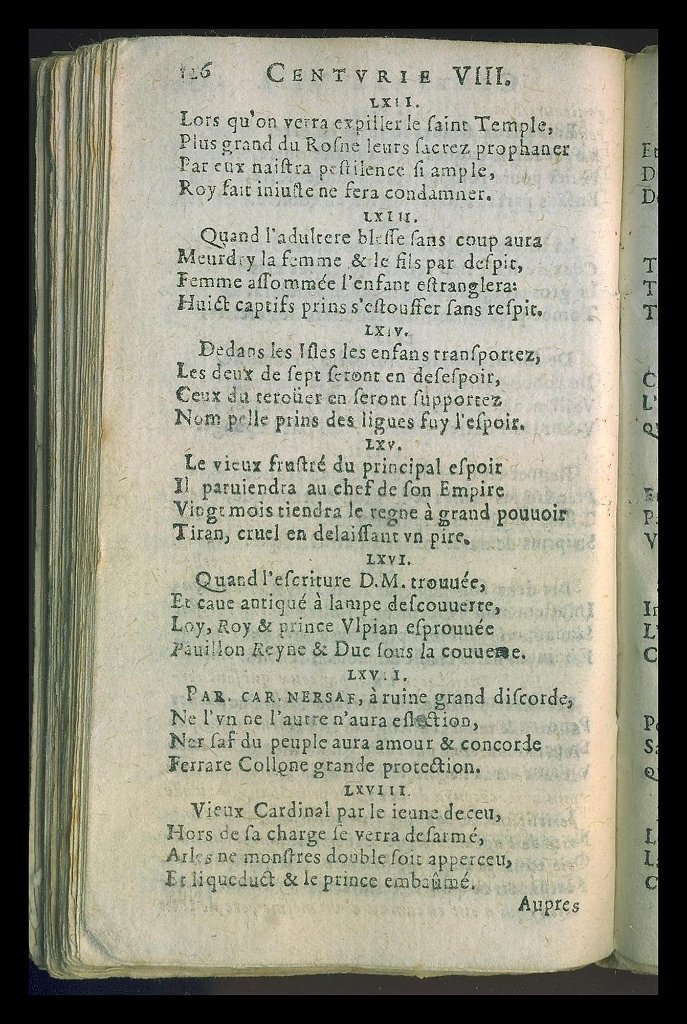 126 CENTVRIE VIII.
LXII.
Lors qu'on verra expiller le ſaint Temple,
Plus grand du Roſne leurs ſacrez prophaner
Par eux naiſtra peſtilence ſi ample,
Roy fait iniuſte ne fera condamner.
LXIII.
Quand l'adultere bleſſe ſans coup aura
Meurdry la femme & le fils par deſpit,
Femme aſſommée l'enfant eſtranglera:
Huict captifs prins s'eſtouffer ſans reſpit.
LXIV.
Dedans les Iſles les enfans tranſportez,
Les deux de ſept ſeront en deſeſpoir,
Ceux du teroüer en ſeront ſupportez
Nom pelle prins des ligues fuy l'eſpoir.
LXV.
Le vieux fruſtré du principal eſpoir
Il paruiendra au chef de ſon Empire
Vingt mois tiendra le regne à grand pouuoir
Tiran, cruel en delaiſſant vn pire.
LXVI.
Quand l'eſcriture D.M. trouuée,
Et caue antiqué à lampe deſcouuerte,
Loy, Roy & prince Vlpian eſprouuée
Pauillon Reyne & Duc ſous la couuerte.
LXVII.
PAR. CAR. NERSAF, à ruine grand diſcorde,
Ne l'vn ne l'autre n'aura eſlection,
Ner ſaf du peuple aura amour & concorde
Ferrare Collone grande protection.
LXVIII.
Vieux Cardinal par le ieune deceu,
Hors de ſa charge ſe verra deſarmé,
Arles ne monſtres double ſoit apperceu,
Et liqueduct & le prince embaûmé.
Aupres